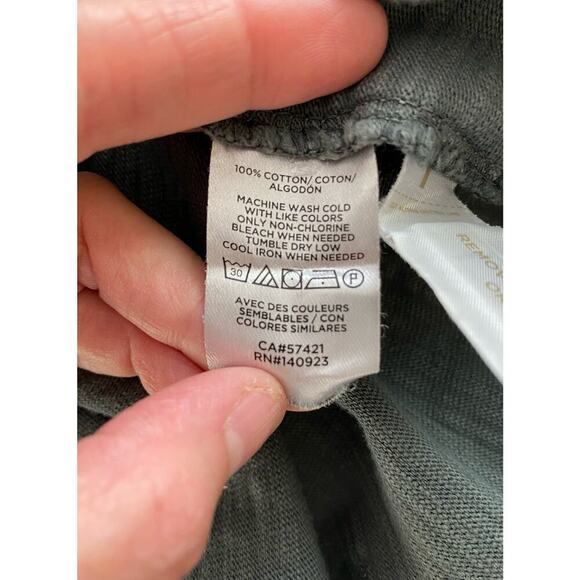 100% COTTON/ COTON/
ALGODÓN
MACHINE WASH COLD
WITH LIKE COLORS
ONLY NON-CHLORINE
BLEACH WHEN NEEDED
TUMBLE DRY LOW
COOL IRON WHEN NEEDED
30 P
AVEC DES COULEURS
SEMBLABLES / CON
COLORES SIMILARES
CA#57421
RN#140923